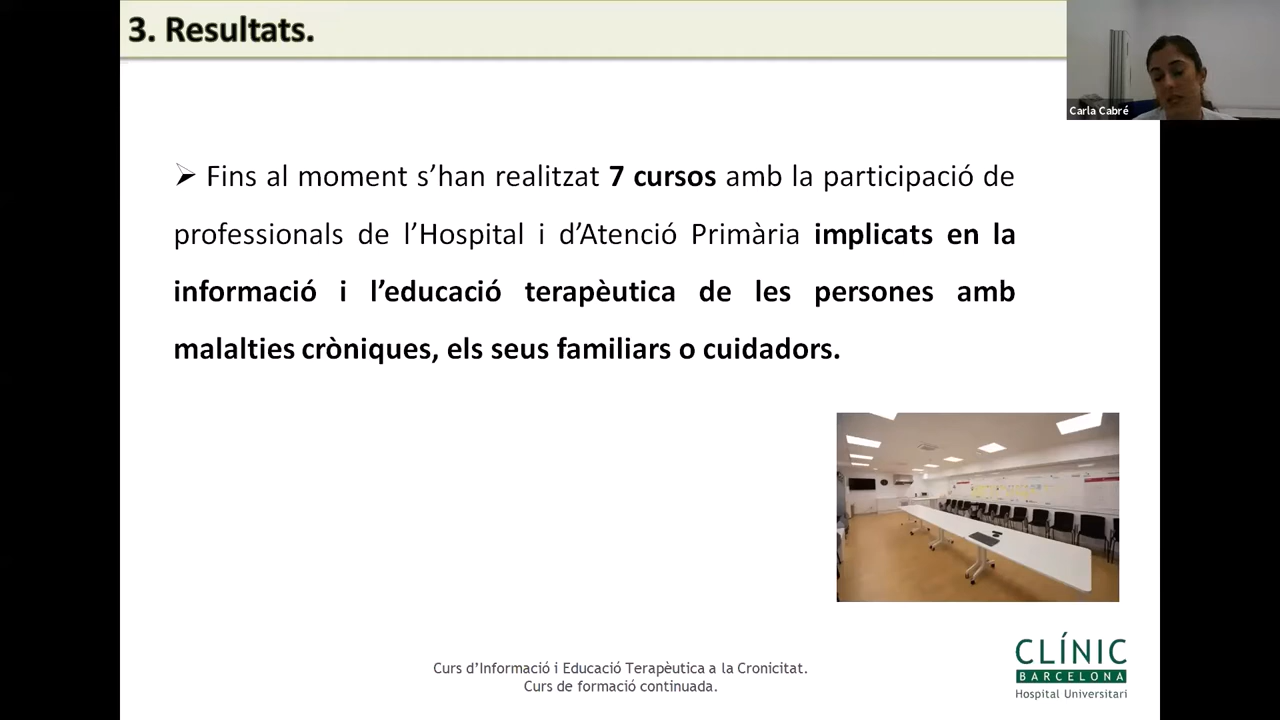 3. Resultats.
Carla Cabré
➢ Fins al moment s’han realitzat 7 cursos amb la participació de
professionals de l’Hospital i d’Atenció Primària implicats en la
informació i l’educació terapèutica de les persones amb
malalties cròniques, els seus familiars o cuidadors.
Curs d’Informació i Educació Terapèutica a la Cronicitat.
Curs de formació continuada.
CLÍNIC
BARCELONA
Hospital Universitari